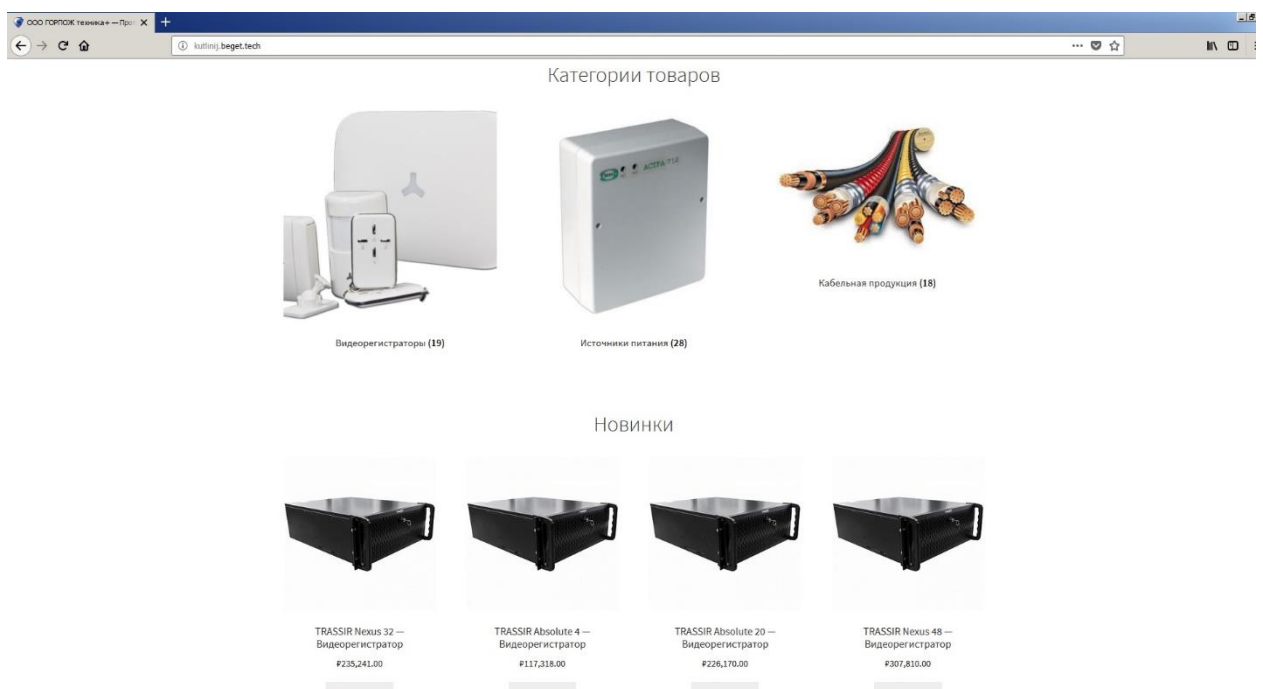 ООО ГОРПОЖ техника+ — Про
kutlinij.beget.tech
Категории товаров
АСТРА-712
Кабельная продукция (18)
Видеорегистраторы (19)
Источники питания (28)
Новинки
TRASSIR Nexus 32 —
Видеорегистратор
₽235,241.00
TRASSIR Absolute 4 —
Видеорегистратор
₽117,318.00
TRASSIR Absolute 20 —
Видеорегистратор
₽226,170.00
TRASSIR Nexus 48 —
Видеорегистратор
₽307,810.00